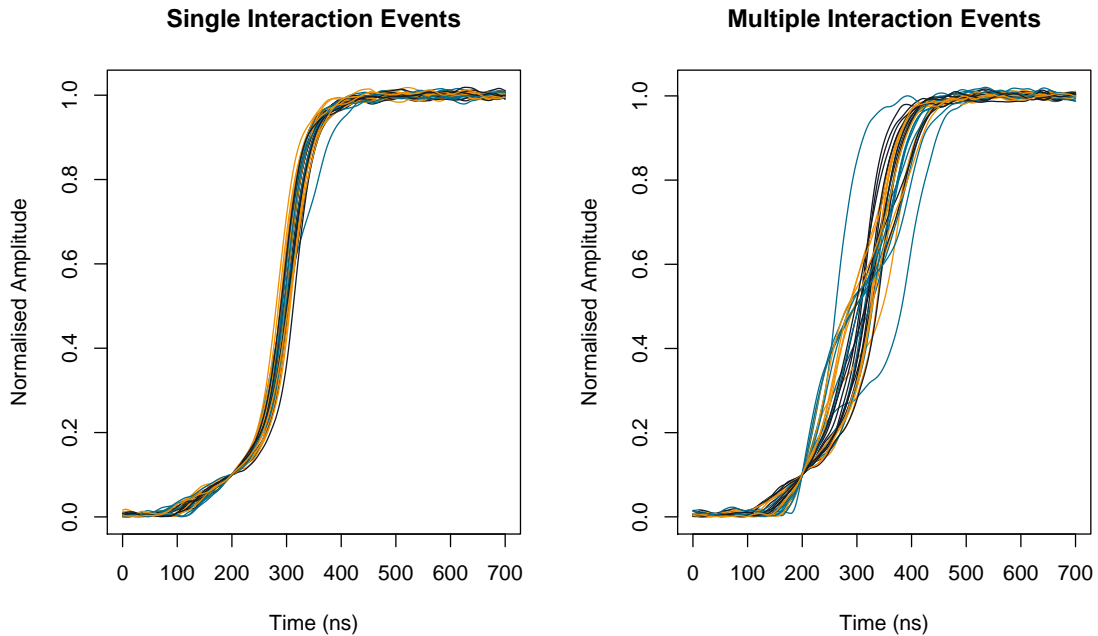 Single Interaction Events
Normalised Amplitude
1.0
0.8
0.6
0.4
0.2
0.0
0 100 200 300 400 500 600 700
Time (ns)
Multiple Interaction Events
Normalised Amplitude
1.0
0.8
0.6
0.4
0.2
0.0
0 100 200 300 400 500 600 700
Time (ns)